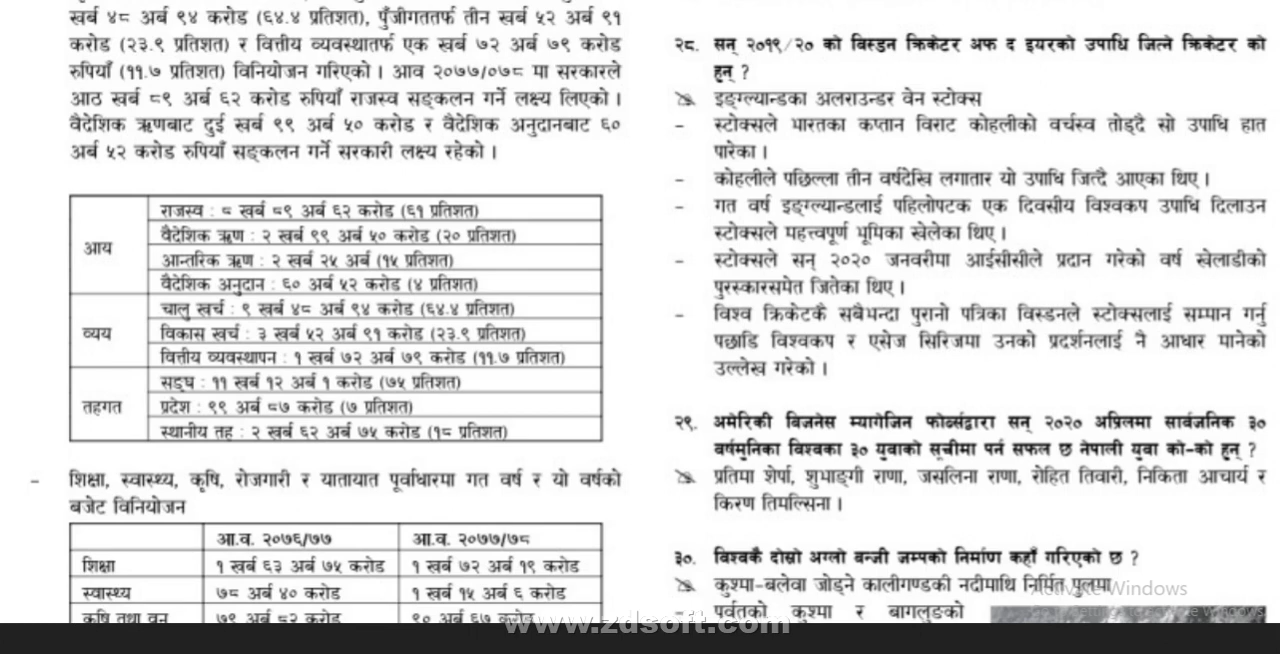 खर्ब ४८ अर्ब ९४ करोड (६४.४ प्रतिशत), पुँजीगततर्फ तीन खर्ब ५२ अर्ब ९१
करोड (२३.९ प्रतिशत) र वित्तीय व्यवस्थातर्फ एक खर्ब ७२ अर्ब ७९ करोड
रुपियाँ (११.७ प्रतिशत) विनियोजन गरिएको । आव २०७७/०७८ मा सरकारले
आठ खर्ब ८९ अर्ब ६२ करोड रुपियाँ राजस्व सङ्कलन गर्ने लक्ष्य लिएको ।
वैदेशिक ऋणबाट दुई खर्ब ९९ अर्ब ५० करोड र वैदेशिक अनुदानबाट ६०
अर्ब ५२ करोड रुपियाँ सङ्कलन गर्ने सरकारी लक्ष्य रहेको ।
आय
राजस्व : ८ खर्ब ८९ अर्ब ६२ करोड (६१ प्रतिशत)
वैदेशिक ऋण : २ खर्ब ९९ अर्ब ५० करोड (२० प्रतिशत)
आन्तरिक ऋण : २ खर्ब २५ अर्ब (१५ प्रतिशत)
वैदेशिक अनुदान : ६० अर्ब ५२ करोड (४ प्रतिशत)
व्यय
चालु खर्च : ९ खर्ब ४८ अर्ब ९४ करोड (६४.४ प्रतिशत)
विकास खर्च : ३ खर्ब ५२ अर्ब ९१ करोड (२३.९ प्रतिशत)
वित्तीय व्यवस्थापन : १ खर्ब ७२ अर्ब ७९ करोड (११.७ प्रतिशत)
तहगत
सङ्घ : ११ खर्ब १२ अर्ब १ करोड (७५ प्रतिशत)
प्रदेश : ९९ अर्ब ८७ करोड (७ प्रतिशत)
स्थानीय तह : २ खर्ब ६२ अर्ब ७५ करोड (१८ प्रतिशत)
- शिक्षा, स्वास्थ्य, कृषि, रोजगारी र यातायात पूर्वाधारमा गत वर्ष र यो वर्षको
बजेट विनियोजन
आ.व. २०७६/७७ आ.व. २०७७/७८
शिक्षा १ खर्ब ६३ अर्ब ७५ करोड १ खर्ब ७२ अर्ब १९ करोड
स्वास्थ्य ७८ अर्ब ४० करोड १ खर्ब १५ अर्ब ६ करोड
कृषि तथा वन ७९ अर्ब ८२ करोड ९० अर्ब ६७ करोड
२८. सन् २०१९/२० को विस्डन क्रिकेटर अफ द इयरको उपाधि जित्ने क्रिकेटर को
हुन् ?
इङ्ग्ल्यान्डका अलराउन्डर वेन स्टोक्स
- स्टोक्सले भारतका कप्तान विराट कोहलीको वर्चस्व तोड्दै सो उपाधि हात
पारेका ।
- कोहलीले पछिल्ला तीन वर्षदेखि लगातार यो उपाधि जित्दै आएका थिए ।
- गत वर्ष इङ्ग्ल्यान्डलाई पहिलोपटक एक दिवसीय विश्वकप उपाधि दिलाउन
स्टोक्सले महत्त्वपूर्ण भूमिका खेलेका थिए ।
- स्टोक्सले सन् २०२० जनवरीमा आईसीसीले प्रदान गरेको वर्ष खेलाडीको
पुरस्कारसमेत जितेका थिए ।
- विश्व क्रिकेटकै सबैभन्दा पुरानो पत्रिका विस्डनले स्टोक्सलाई सम्मान गर्नु
पछाडि विश्वकप र एसेज सिरिजमा उनको प्रदर्शनलाई नै आधार मानेको
उल्लेख गरेको ।
२९. अमेरिकी बिजनेस म्यागेजिन फोर्ब्सद्वारा सन् २०२० अप्रिलमा सार्वजनिक ३०
वर्षमुनिका विश्वका ३० युवाको सूचीमा पर्न सफल छ नेपाली युवा को-को हुन् ?
प्रतिमा शेर्पा, शुभाङ्गी राणा, जसलिना राणा, रोहित तिवारी, निकिता आचार्य र
किरण तिमल्सिना ।
३०. विश्वकै दोस्रो अग्लो बन्जी जम्पको निर्माण कहाँ गरिएको छ ?
कुश्मा-बलेवा जोड्ने कालीगण्डकी नदीमाथि निर्मित पुलमा
- पर्वतको कुश्मा र बागलुङको
Activate Windows
www.zdsoft.com